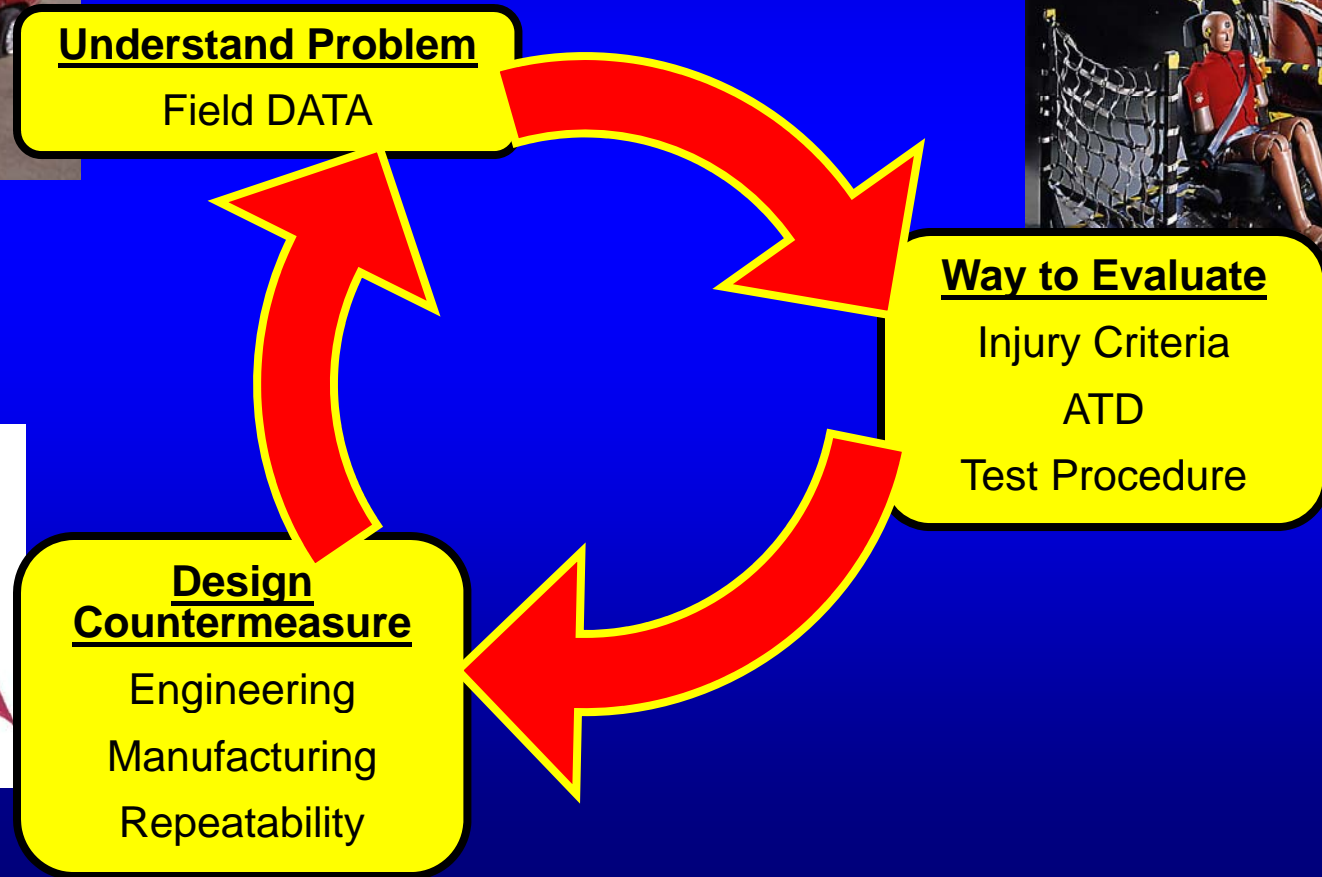 Understand Problem
Field DATA
Way to Evaluate
Injury Criteria
ATD
Test Procedure
Design
Countermeasure
Engineering
Manufacturing
Repeatability